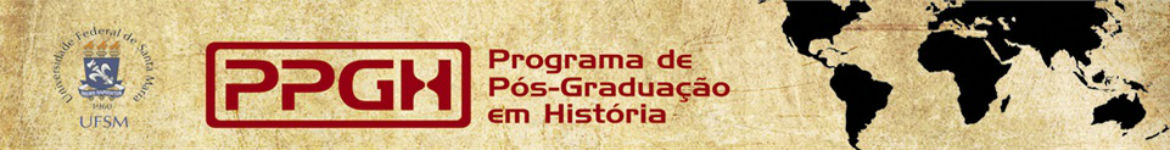 Universidade Federal de Santa Maria
1960
UFSM
PPGH
Programa de
Pós-Graduação
em História